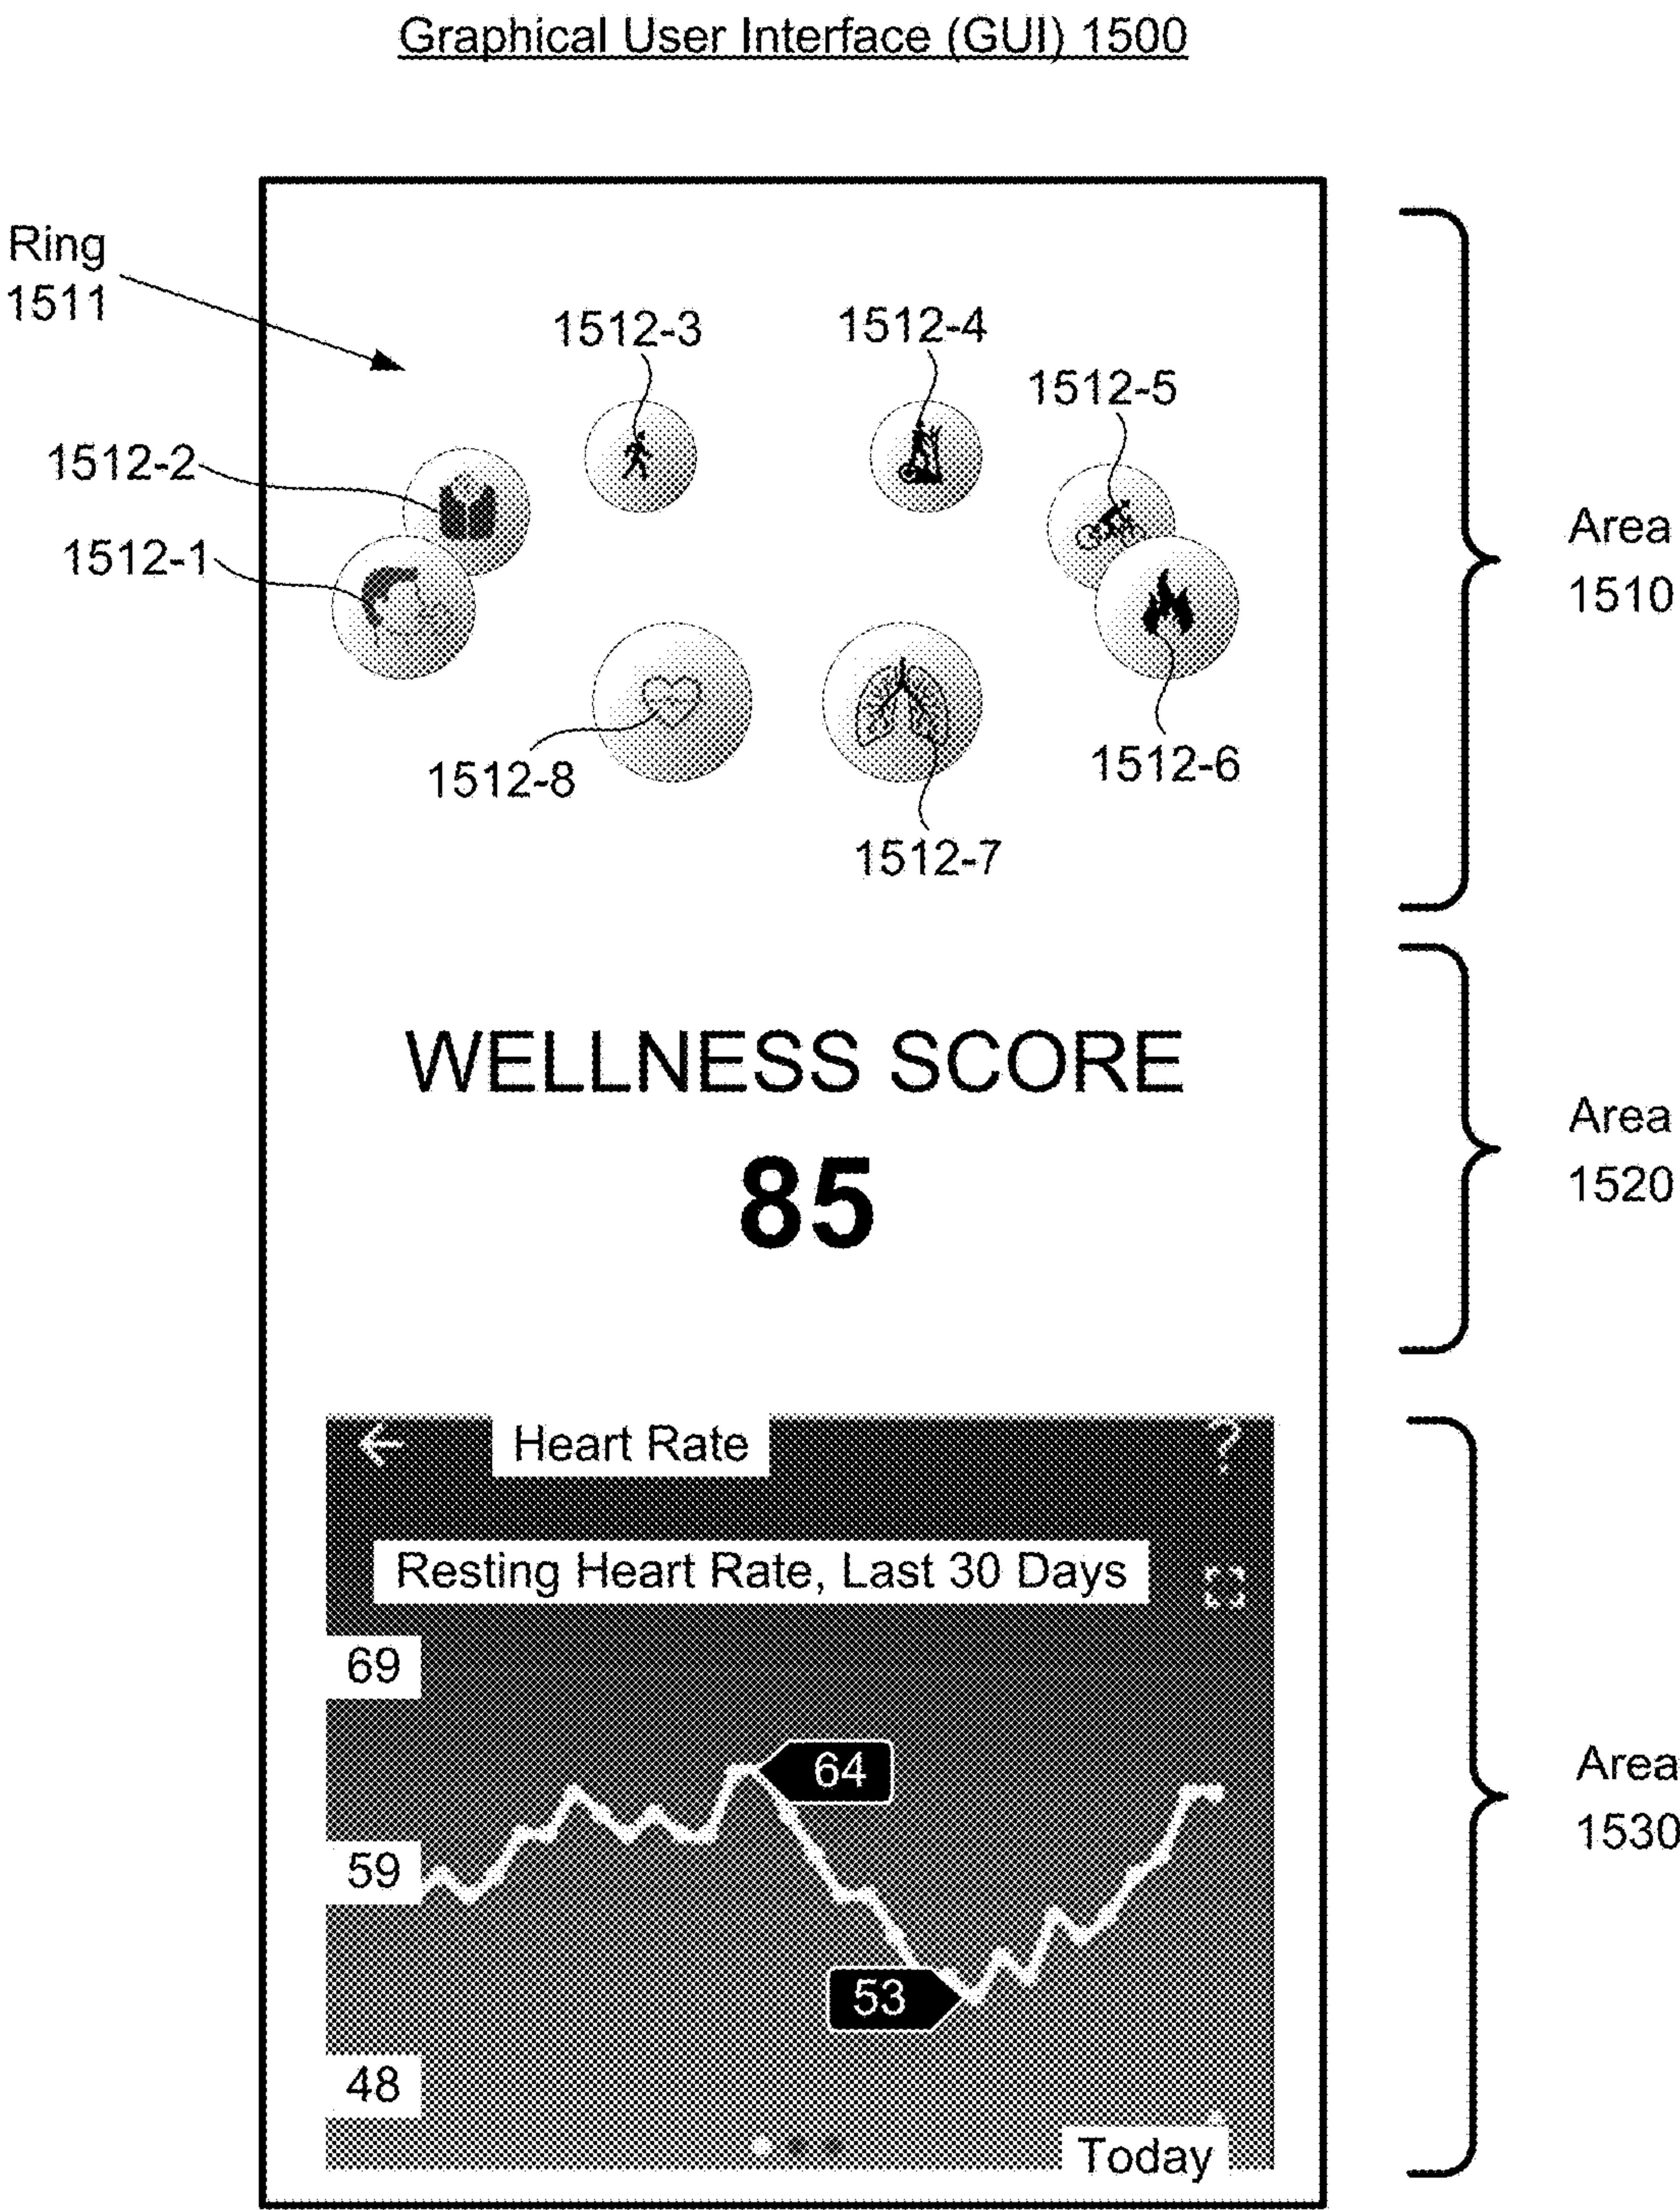 Graphical User Interface (GUI) 1500
Ring
1511
1512-3
1512-4
1512-5
1512-2
1512-1
Area
1510
1512-8
1512-6
1512-7
WELLNESS SCORE
85
Area
1520
Heart Rate
?
Resting Heart Rate, Last 30 Days
69
64
59
53
48
Today
Area
1530